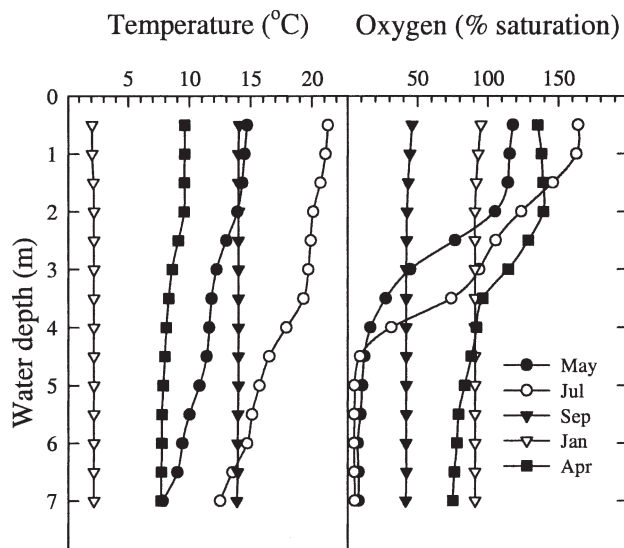 Temperature (°C) Oxygen (% saturation)
5 10 15 20 50 100 150
0
1
2
3
4
5
6
7
Water depth (m)
May
Jul
Sep
Jan
Apr